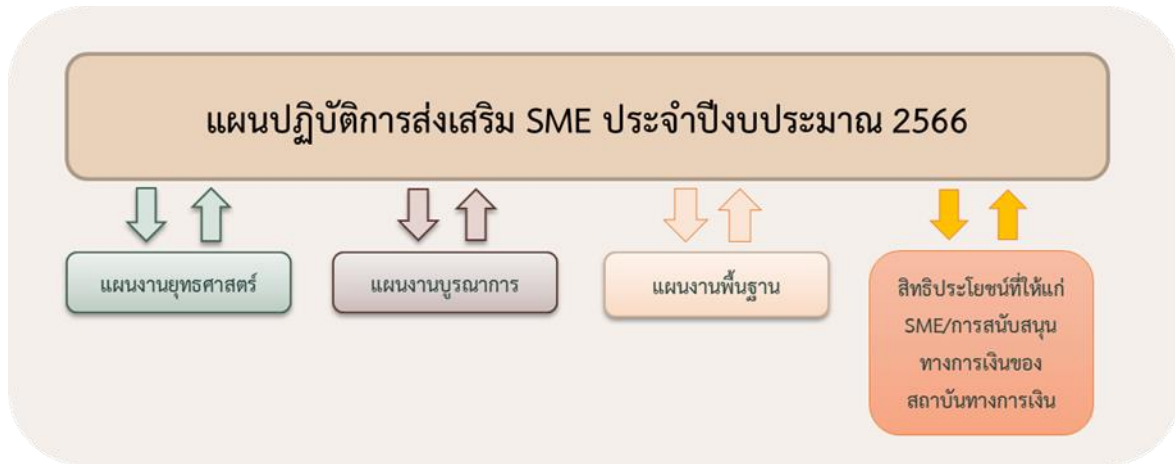 แผนปฏิบัติการส่งเสริม SME ประจำปีงบประมาณ 2566
แผนงานยุทธศาสตร์
แผนงานบูรณาการ
แผนงานพื้นฐาน
สิทธิประโยชน์ที่ให้แก่
SME/การสนับสนุน
ทางการเงินของ
สถาบันทางการเงิน